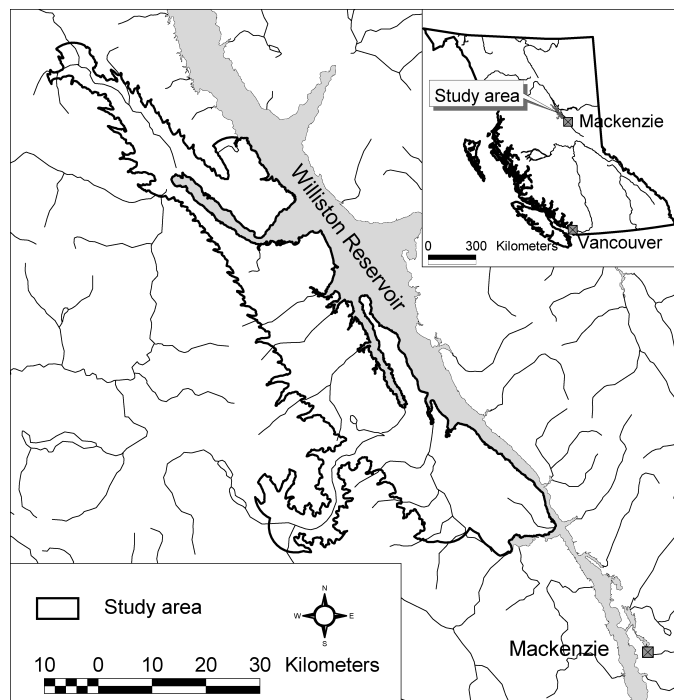 Study area
Mackenzie
0 300 Kilometers
Vancouver
Williston Reservoir
Study area
N
W E
S
10 0 10 20 30 Kilometers
Mackenzie